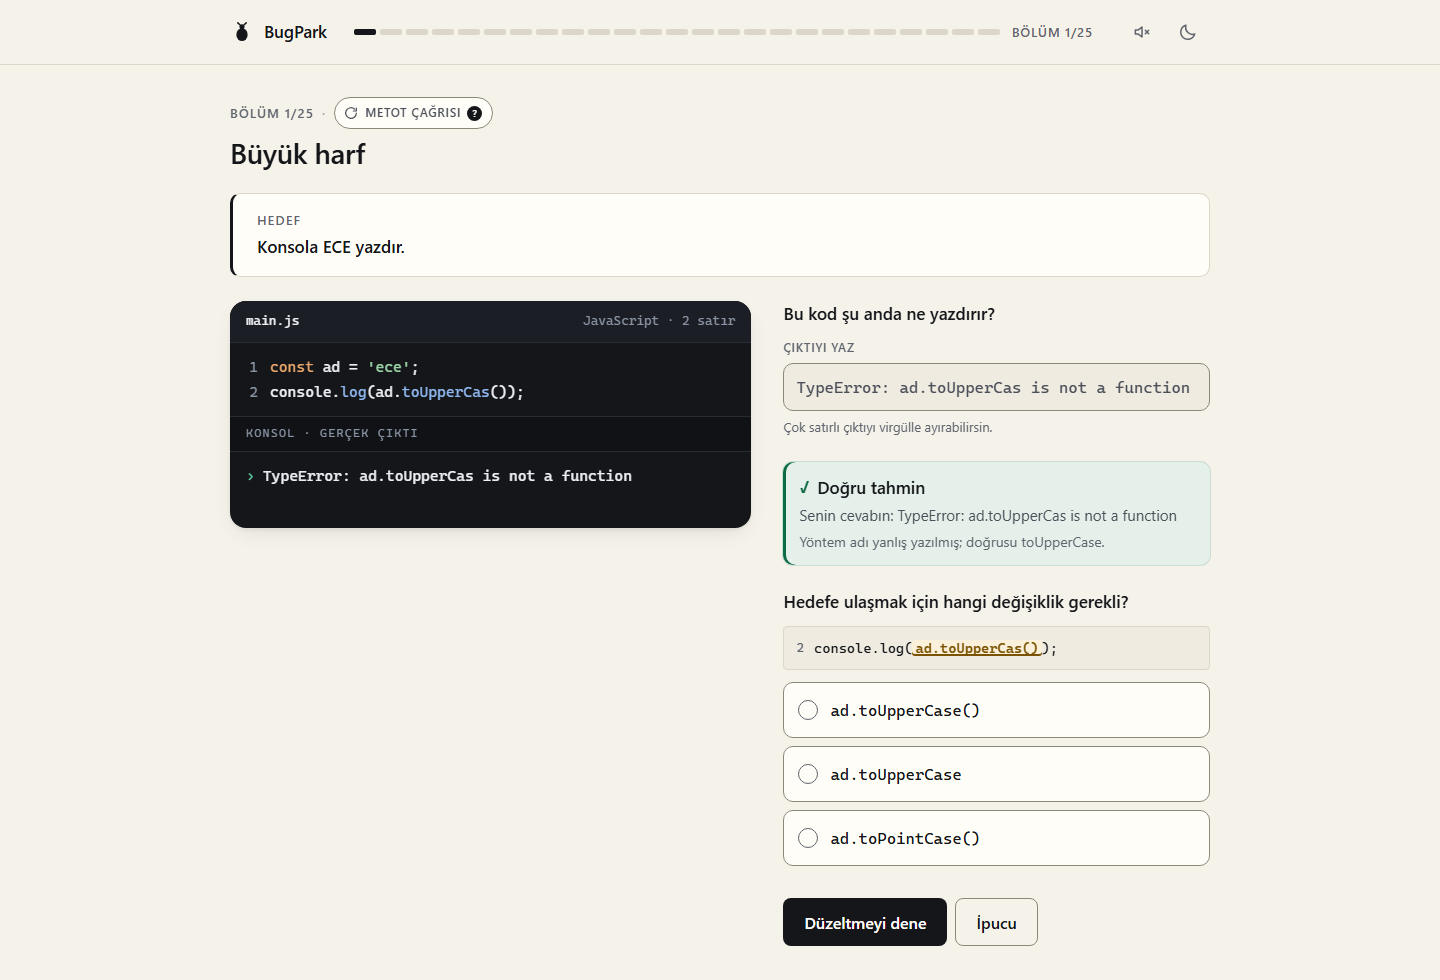 BugPark
BÖLÜM 1/25
BÖLÜM 1/25 · METOT ÇAĞRISI ?
Büyük harf
HEDEF
Konsola ECE yazdır.
main.js
JavaScript · 2 satır
1 const ad = 'ece';
2 console.log(ad.toUpperCas());
KONSOL · GERÇEK ÇIKTI
› TypeError: ad.toUpperCas is not a function
Bu kod şu anda ne yazdırır?
ÇIKTIYI YAZ
TypeError: ad.toUpperCas is not a function
Çok satırlı çıktıyı virgülle ayırabilirsin.
✓ Doğru tahmin
Senin cevabın: TypeError: ad.toUpperCas is not a function
Yöntem adı yanlış yazılmış; doğrusu toUpperCase.
Hedefe ulaşmak için hangi değişiklik gerekli?
2 console.log(ad.toUpperCas());
ad.toUpperCase()
ad.toUpperCase
ad.toPointCase()
Düzeltmeyi dene
İpucu